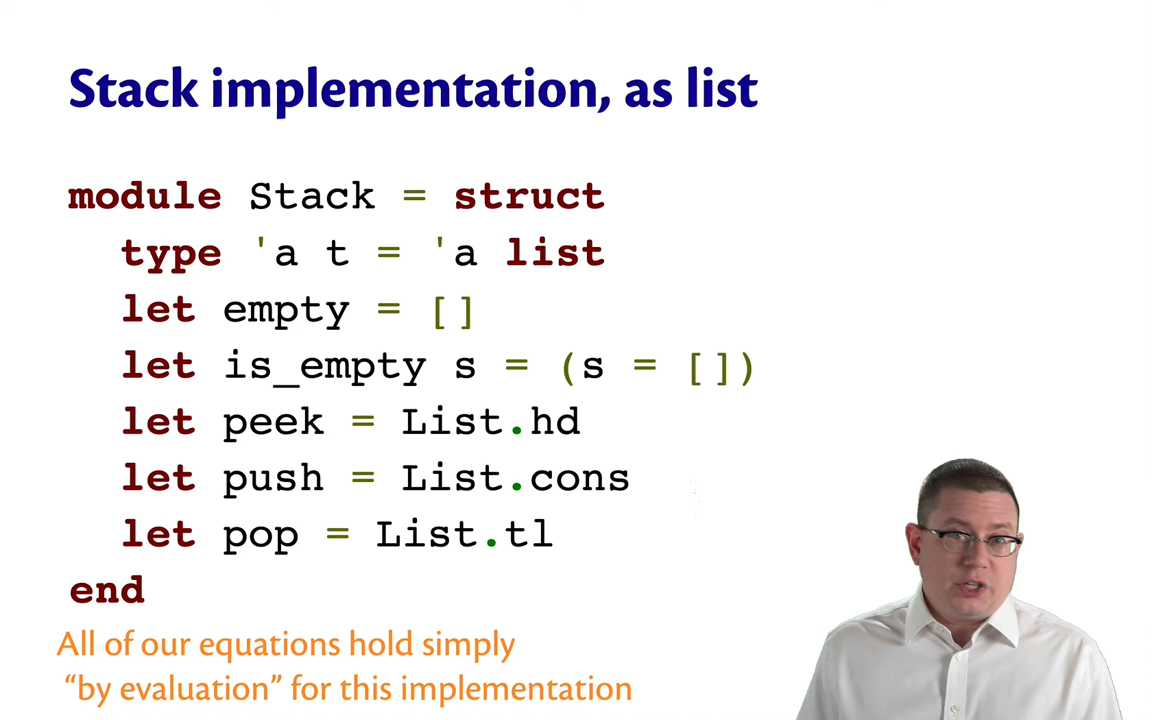 Stack implementation, as list
module Stack = struct
type 'a t = 'a list
let empty = []
let is_empty s = (s = [])
let peek = List.hd
let push = List.cons
let pop = List.tl
end
All of our equations hold simply
“by evaluation” for this implementation